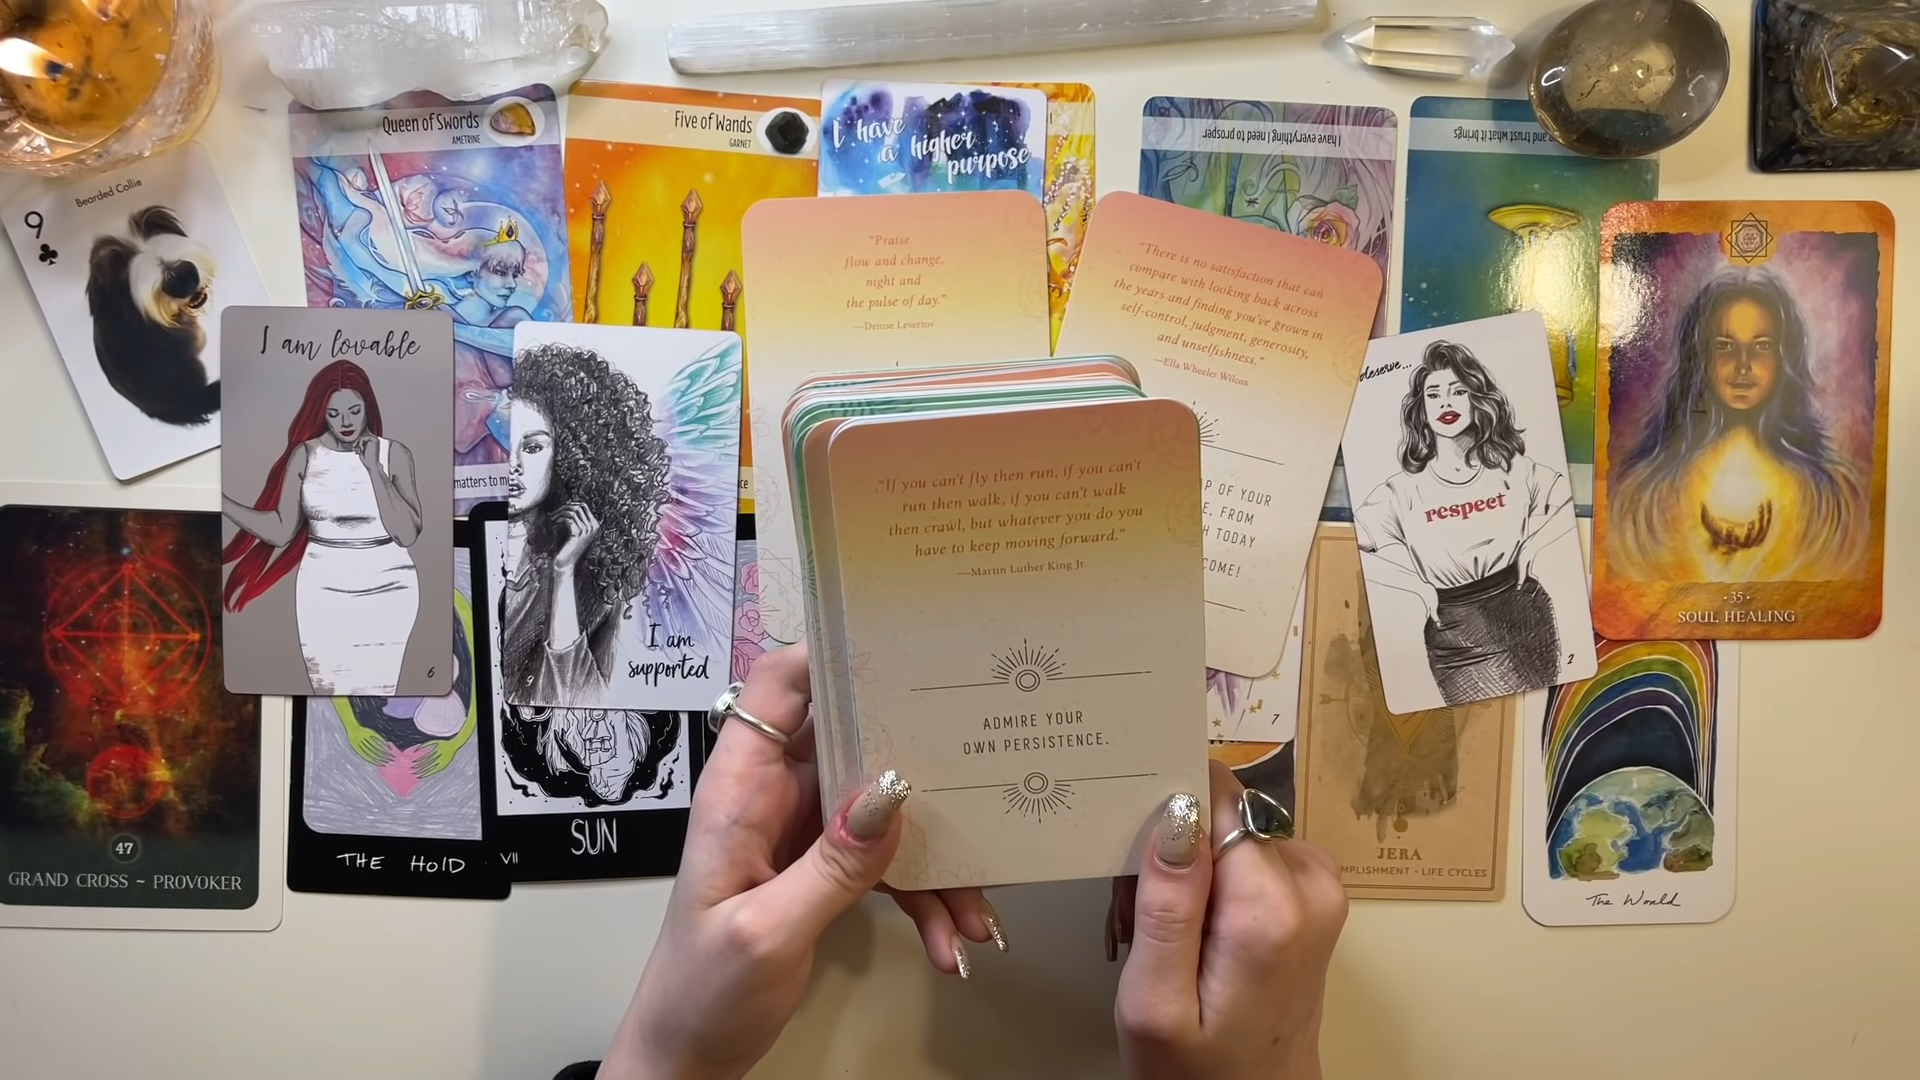 9
Bearded Collie
Queen of Swords
AMETRINE
Five of Wands
GARNET
I have
a higher
purpose
I have everything I need to prosper
and trust what it brings
I am lovable
6
matters to
I am
supported
9
"Praise
flow and change,
night and
the pulse of day."
—Denise Levertov
"There is no satisfaction that can
compare with looking back across
the years and finding you've grown in
self-control, judgment, generosity,
and unselfishness."
—Ella Wheeler Wilcox
OF YOUR
FROM
TODAY
"If you can't fly then run, if you can't
run then walk, if you can't walk
then crawl, but whatever you do you
have to keep moving forward."
—Martin Luther King Jr.
ADMIRE YOUR
OWN PERSISTENCE.
deserve...
respect
2
·35·
SOUL HEALING
47
GRAND CROSS ~ PROVOKER
THE HOLD
VII
SUN
7
JERA
MPLISHMENT • LIFE CYCLES
The World